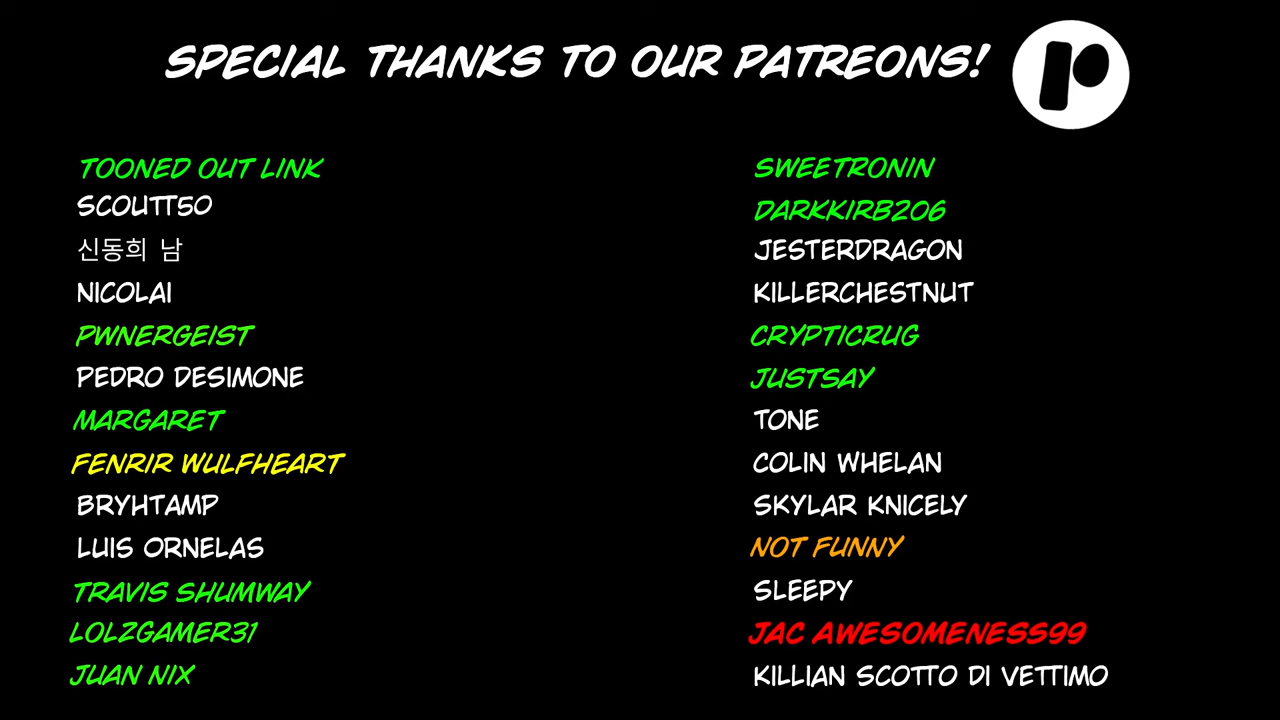 SPECIAL THANKS TO OUR PATREONS!
TOONED OUT LINK
SCOUTT50
신동희 남
NICOLAI
PWNERGEIST
PEDRO DESIMONE
MARGARET
FENRIR WULFHEART
BRYHTAMP
LUIS ORNELAS
TRAVIS SHUMWAY
LOLZGAMER31
JUAN NIX
SWEETRONIN
DARKKIRB206
JESTERDRAGON
KILLERCHESTNUT
CRYPTICRUG
JUSTSAY
TONE
COLIN WHELAN
SKYLAR KNICELY
NOT FUNNY
SLEEPY
JAC AWESOMENESS99
KILLIAN SCOTTO DI VETTIMO